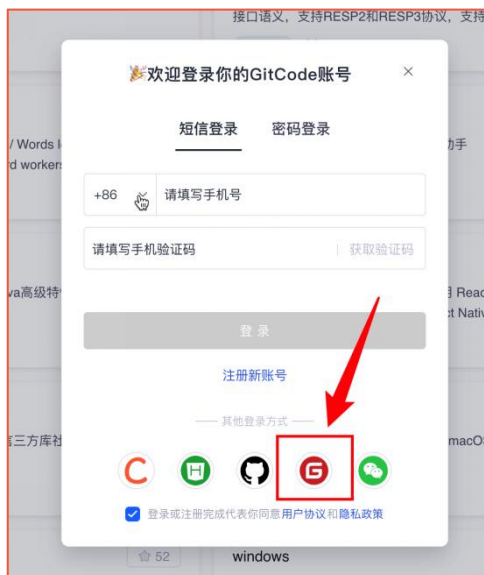 接口语义，支持RESP2和RESP3协议，支持
🎉欢迎登录你的GitCode账号
×
短信登录 密码登录
/ Words l
助手
rd workers
+86 请填写手机号
请填写手机验证码 获取验证码
va高级特
用 Reac
ct Nativ
登录
注册新账号
其他登录方式
言三方库社
macOS
登录或注册完成代表你同意用户协议和隐私政策
52
windows